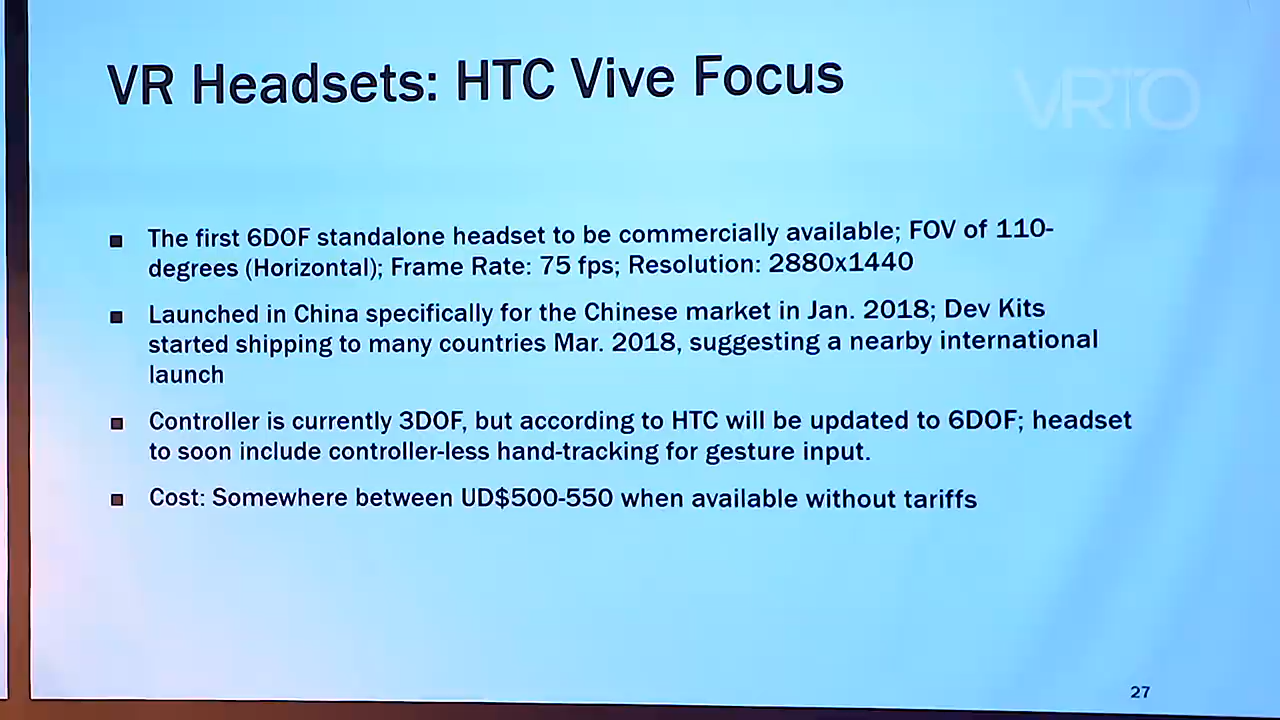 VR Headsets: HTC Vive Focus
VRTO
The first 6DOF standalone headset to be commercially available; FOV of 110-
degrees (Horizontal); Frame Rate: 75 fps; Resolution: 2880x1440
Launched in China specifically for the Chinese market in Jan. 2018; Dev Kits
started shipping to many countries Mar. 2018, suggesting a nearby international
launch
Controller is currently 3DOF, but according to HTC will be updated to 6DOF; headset
to soon include controller-less hand-tracking for gesture input.
Cost: Somewhere between UD$500-550 when available without tariffs
27